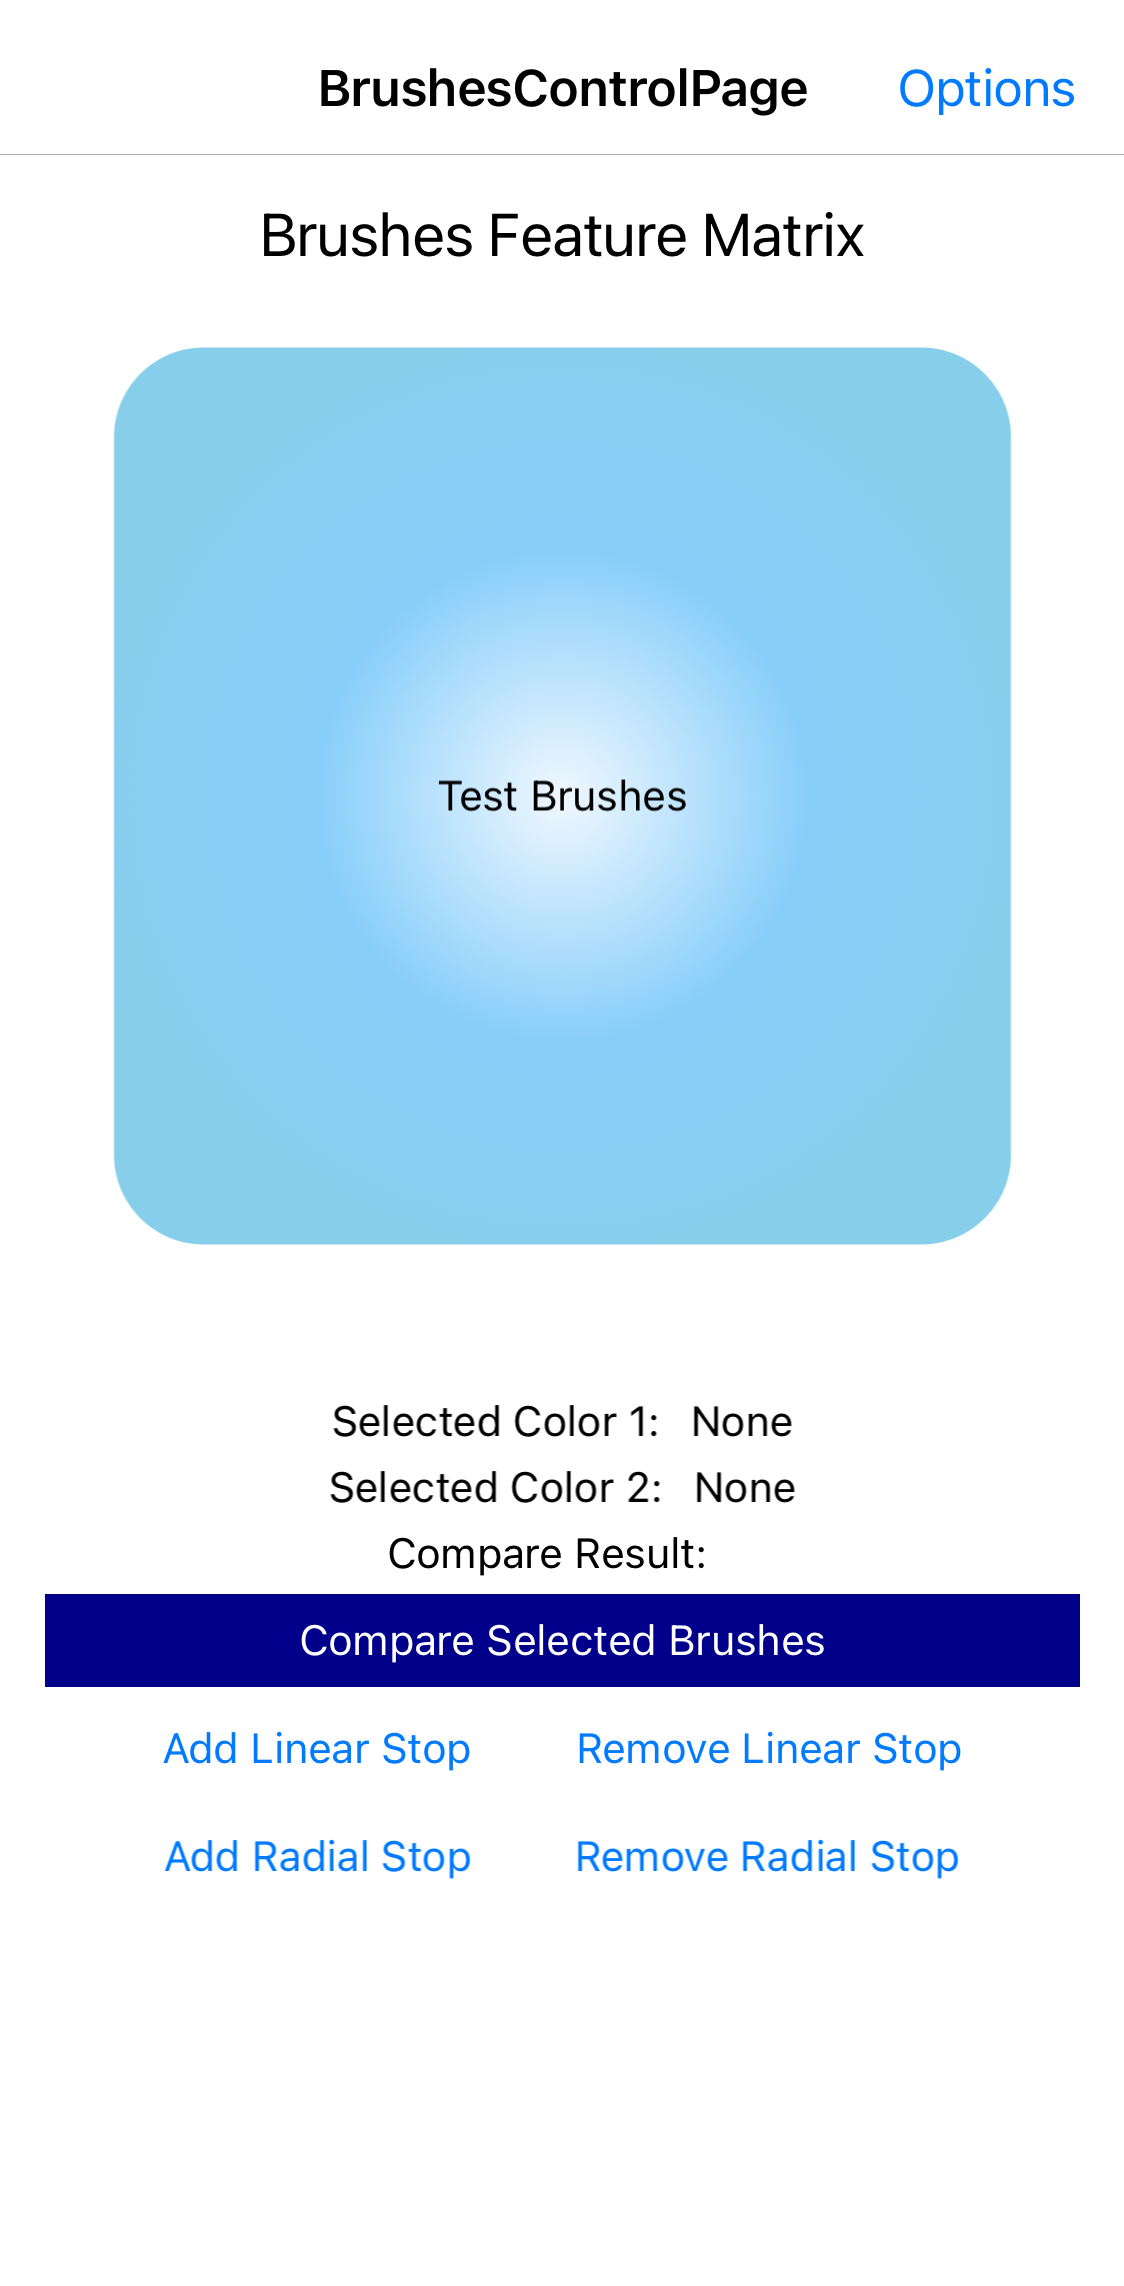 BrushesControlPage Options
Brushes Feature Matrix
Test Brushes
Selected Color 1: None
Selected Color 2: None
Compare Result:
Compare Selected Brushes
Add Linear Stop Remove Linear Stop
Add Radial Stop Remove Radial Stop